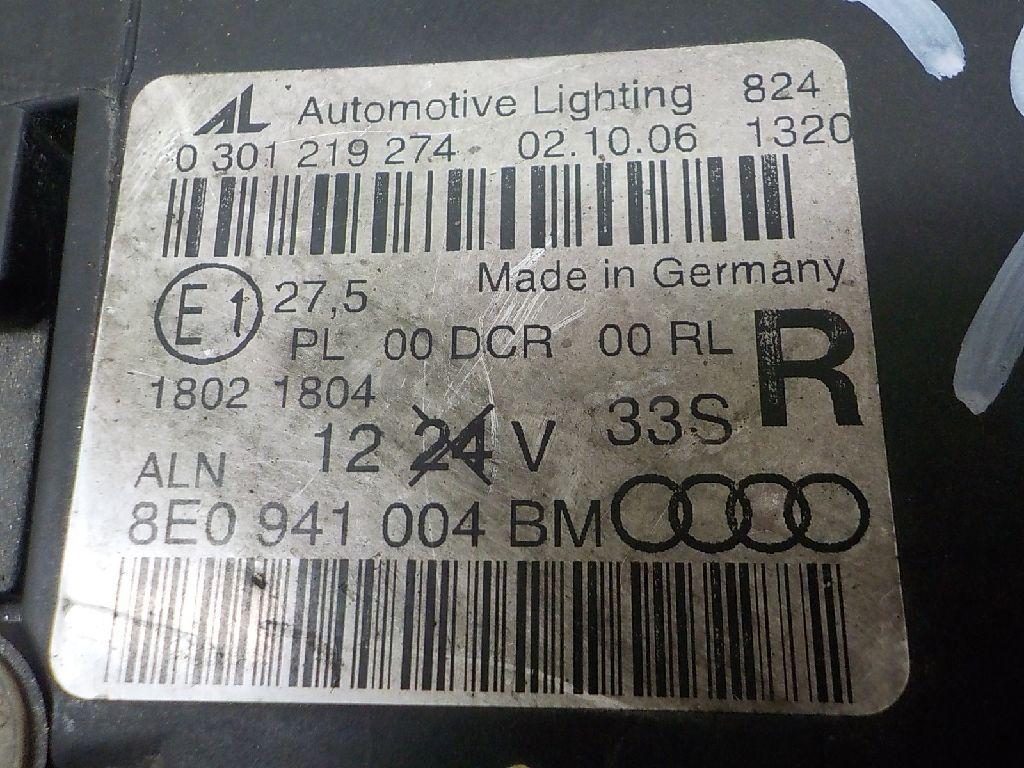 AL Automotive Lighting 824
0 301 219 274 02.10.06 1320
Made in Germany
E1 27,5
PL 00 DCR 00 RL R
1802 1804
12 24 V 33S
ALN
8E0 941 004 BM